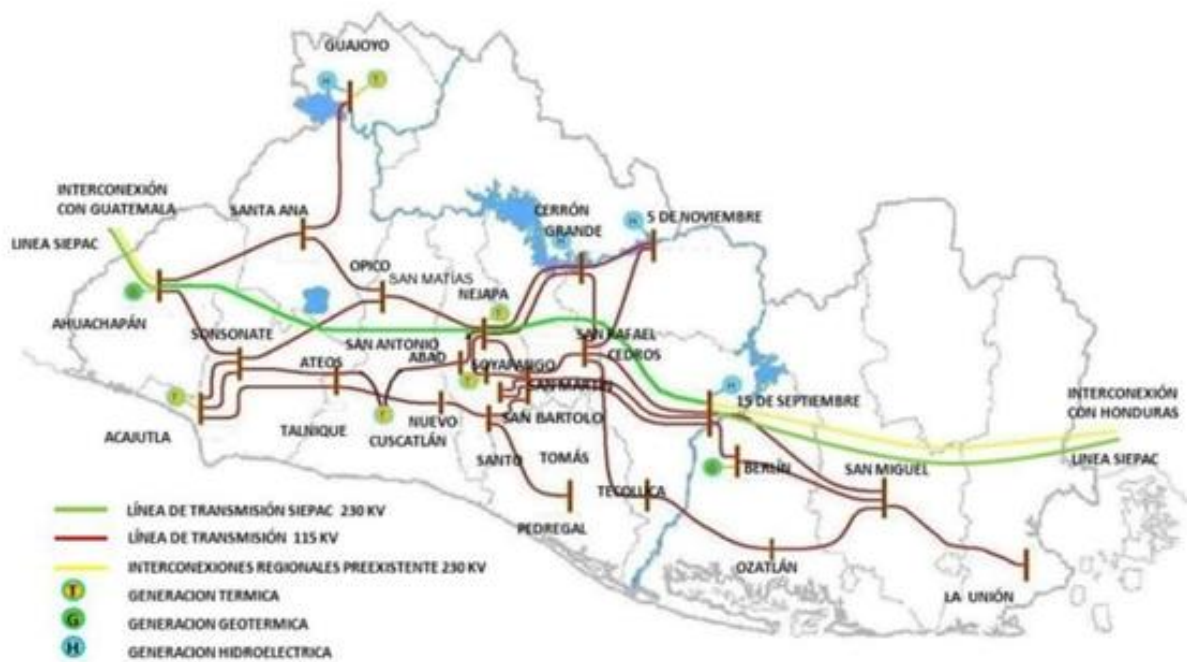 GUAJOYO
H
T
INTERCONEXIÓN
CON GUATEMALA
SANTA ANA
CERRÓN
GRANDE
H
H
5 DE NOVIEMBRE
LINEA SIEPAC
OPICO
SAN MATÍAS
NEJAPA
T
G
AHUACHAPÁN
SONSONATE
SAN ANTONIO
ABAD
SAN RAFAEL
CEDROS
SOYAPANGO
T
ATEOS
SAN MARTIN
H
15 DE SEPTIEMBRE
INTERCONEXIÓN
CON HONDURAS
T
ACAJUTLA
TALNIQUE
T
NUEVO
CUSCATLÁN
SAN BARTOLO
SANTO
TOMÁS
G
BERLÍN
SAN MIGUEL
LINEA SIEPAC
TECOLUCA
PEDREGAL
OZATLÁN
LA UNIÓN
LÍNEA DE TRANSMISIÓN SIEPAC 230 KV
LÍNEA DE TRANSMISIÓN 115 KV
INTERCONEXIONES REGIONALES PREEXISTENTE 230 KV
T GENERACION TERMICA
G GENERACION GEOTERMICA
H GENERACION HIDROELECTRICA